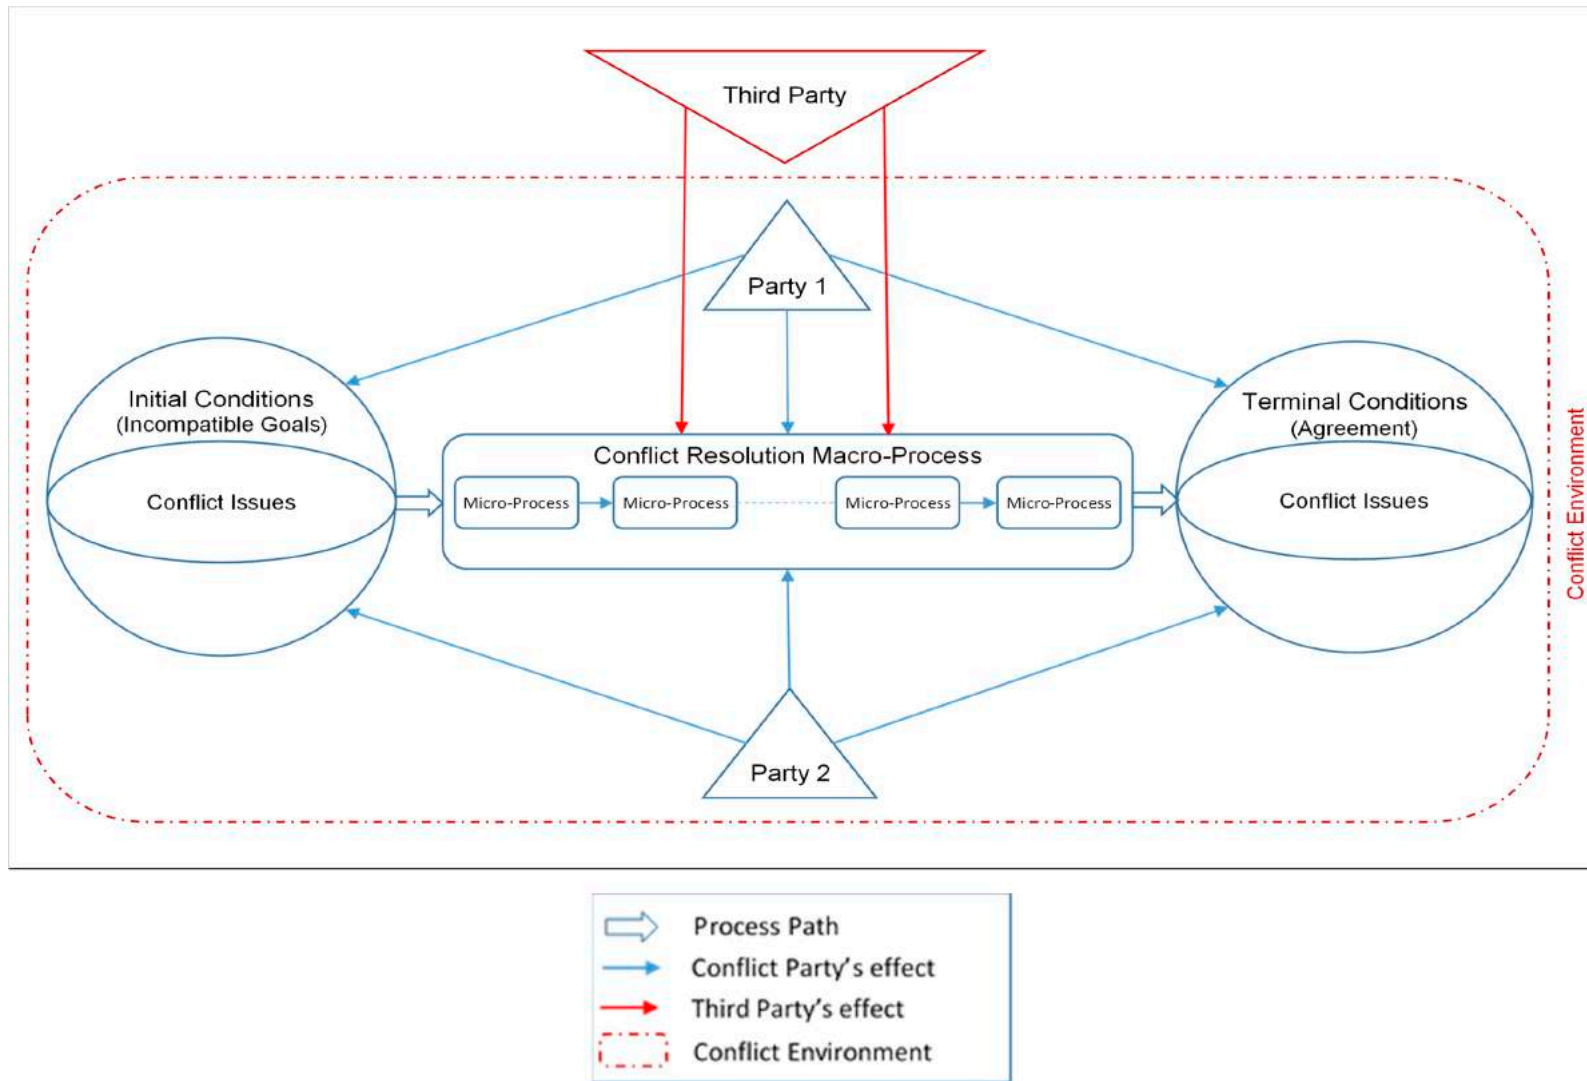 Third Party
Party 1
Initial Conditions
(Incompatible Goals)
Conflict Issues
Conflict Resolution Macro-Process
Micro-Process
Micro-Process
Micro-Process
Micro-Process
Terminal Conditions
(Agreement)
Conflict Issues
Conflict Environment
Party 2
Process Path
Conflict Party's effect
Third Party's effect
Conflict Environment